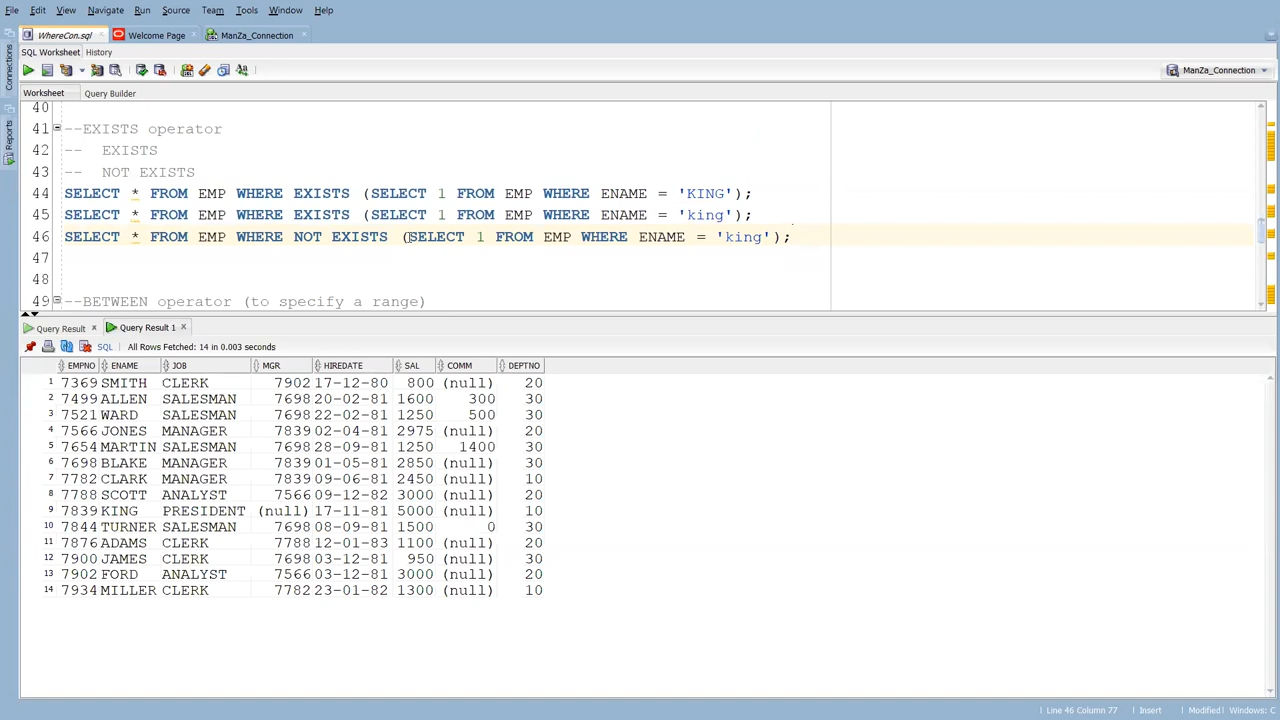 File Edit View Navigate Run Source Team Tools Window Help
WhereCon.sql Welcome Page ManZa_Connection
SQL Worksheet History
ManZa_Connection
Worksheet Query Builder
Connections
Reports
40
41 --EXISTS operator
42 -- EXISTS
43 -- NOT EXISTS
44 SELECT * FROM EMP WHERE EXISTS (SELECT 1 FROM EMP WHERE ENAME = 'KING');
45 SELECT * FROM EMP WHERE EXISTS (SELECT 1 FROM EMP WHERE ENAME = 'king');
46 SELECT * FROM EMP WHERE NOT EXISTS (SELECT 1 FROM EMP WHERE ENAME = 'king');
47
48
49 --BETWEEN operator (to specify a range)
Query Result Query Result 1
SQL All Rows Fetched: 14 in 0.003 seconds
EMPNO ENAME JOB MGR HIREDATE SAL COMM DEPTNO
1 7369 SMITH CLERK 7902 17-12-80 800 (null) 20
2 7499 ALLEN SALESMAN 7698 20-02-81 1600 300 30
3 7521 WARD SALESMAN 7698 22-02-81 1250 500 30
4 7566 JONES MANAGER 7839 02-04-81 2975 (null) 20
5 7654 MARTIN SALESMAN 7698 28-09-81 1250 1400 30
6 7698 BLAKE MANAGER 7839 01-05-81 2850 (null) 30
7 7782 CLARK MANAGER 7839 09-06-81 2450 (null) 10
8 7788 SCOTT ANALYST 7566 09-12-82 3000 (null) 20
9 7839 KING PRESIDENT (null) 17-11-81 5000 (null) 10
10 7844 TURNER SALESMAN 7698 08-09-81 1500 0 30
11 7876 ADAMS CLERK 7788 12-01-83 1100 (null) 20
12 7900 JAMES CLERK 7698 03-12-81 950 (null) 30
13 7902 FORD ANALYST 7566 03-12-81 3000 (null) 20
14 7934 MILLER CLERK 7782 23-01-82 1300 (null) 10
Line 46 Column 77 Insert Modified Windows: C